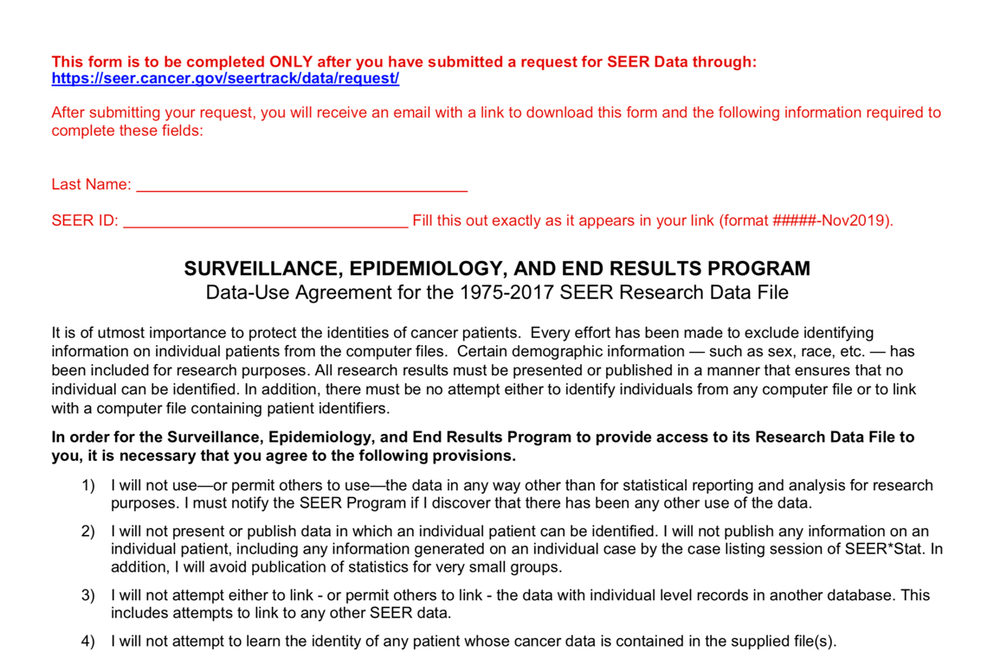 This form is to be completed ONLY after you have submitted a request for SEER Data through:
https://seer.cancer.gov/seertrack/data/request/
After submitting your request, you will receive an email with a link to download this form and the following information required to
complete these fields:
Last Name: ________________________________________
SEER ID: ___________________________________ Fill this out exactly as it appears in your link (format #####-Nov2019).
SURVEILLANCE, EPIDEMIOLOGY, AND END RESULTS PROGRAM
Data-Use Agreement for the 1975-2017 SEER Research Data File
It is of utmost importance to protect the identities of cancer patients.  Every effort has been made to exclude identifying
information on individual patients from the computer files.  Certain demographic information — such as sex, race, etc. — has
been included for research purposes. All research results must be presented or published in a manner that ensures that no
individual can be identified. In addition, there must be no attempt either to identify individuals from any computer file or to link
with a computer file containing patient identifiers.
In order for the Surveillance, Epidemiology, and End Results Program to provide access to its Research Data File to
you, it is necessary that you agree to the following provisions.
1) I will not use—or permit others to use—the data in any way other than for statistical reporting and analysis for research
purposes. I must notify the SEER Program if I discover that there has been any other use of the data.
2) I will not present or publish data in which an individual patient can be identified. I will not publish any information on an
individual patient, including any information generated on an individual case by the case listing session of SEER*Stat. In
addition, I will avoid publication of statistics for very small groups.
3) I will not attempt either to link - or permit others to link - the data with individual level records in another database. This
includes attempts to link to any other SEER data.
4) I will not attempt to learn the identity of any patient whose cancer data is contained in the supplied file(s).